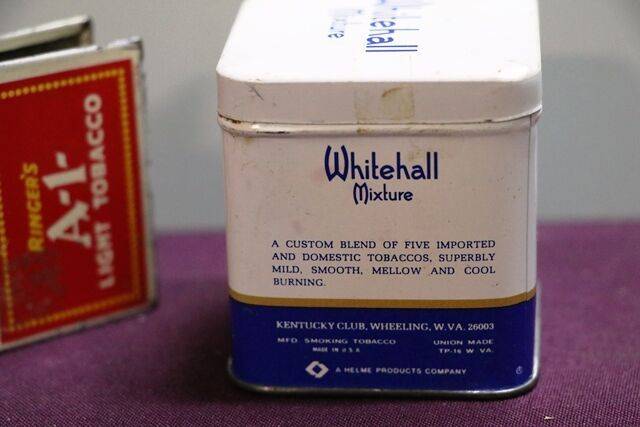 Whitehall
Mixture
RINGER'S
A-1-
LIGHT TOBACCO
Whitehall
Mixture
A CUSTOM BLEND OF FIVE IMPORTED
AND DOMESTIC TOBACCOS, SUPERBLY
MILD, SMOOTH, MELLOW AND COOL
BURNING.
KENTUCKY CLUB, WHEELING, W.VA. 26003
MFD SMOKING TOBACCO UNION MADE
MADE IN U S A TP-16 W VA.
A HELME PRODUCTS COMPANY